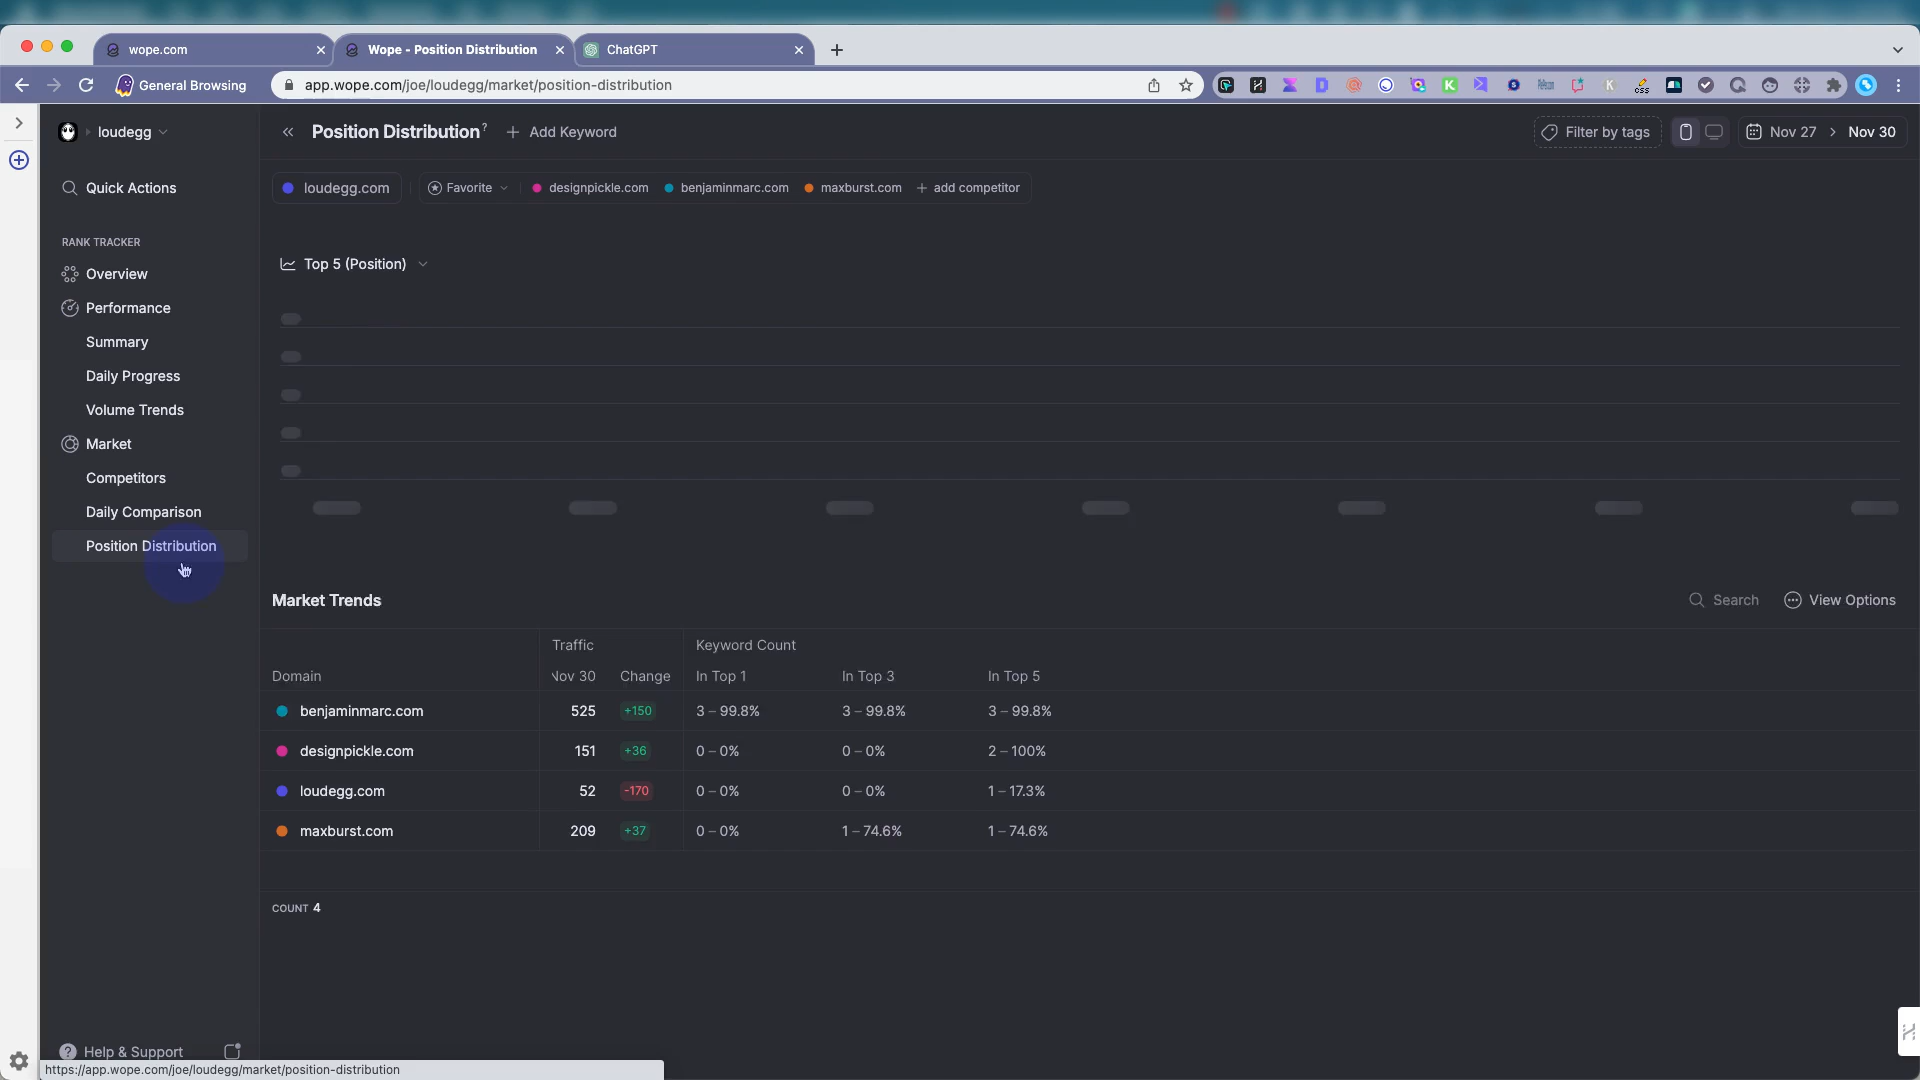 wope.com
Wope - Position Distribution
ChatGPT
General Browsing
app.wope.com/joe/loudegg/market/position-distribution
loudegg
Position Distribution?
Add Keyword
Filter by tags
Nov 27 > Nov 30
Quick Actions
loudegg.com
Favorite
designpickle.com
benjaminmarc.com
maxburst.com
+ add competitor
RANK TRACKER
Overview
Performance
Summary
Daily Progress
Volume Trends
Market
Competitors
Daily Comparison
Position Distribution
Top 5 (Position)
Market Trends
Search
View Options
Traffic
Keyword Count
Domain
Nov 30
Change
In Top 1
In Top 3
In Top 5
benjaminmarc.com 525 +150 3 – 99.8% 3 – 99.8% 3 – 99.8%
designpickle.com 151 +36 0 – 0% 0 – 0% 2 – 100%
loudegg.com 52 -170 0 – 0% 0 – 0% 1 – 17.3%
maxburst.com 209 +37 0 – 0% 1 – 74.6% 1 – 74.6%
COUNT 4
Help & Support
https://app.wope.com/joe/loudegg/market/position-distribution